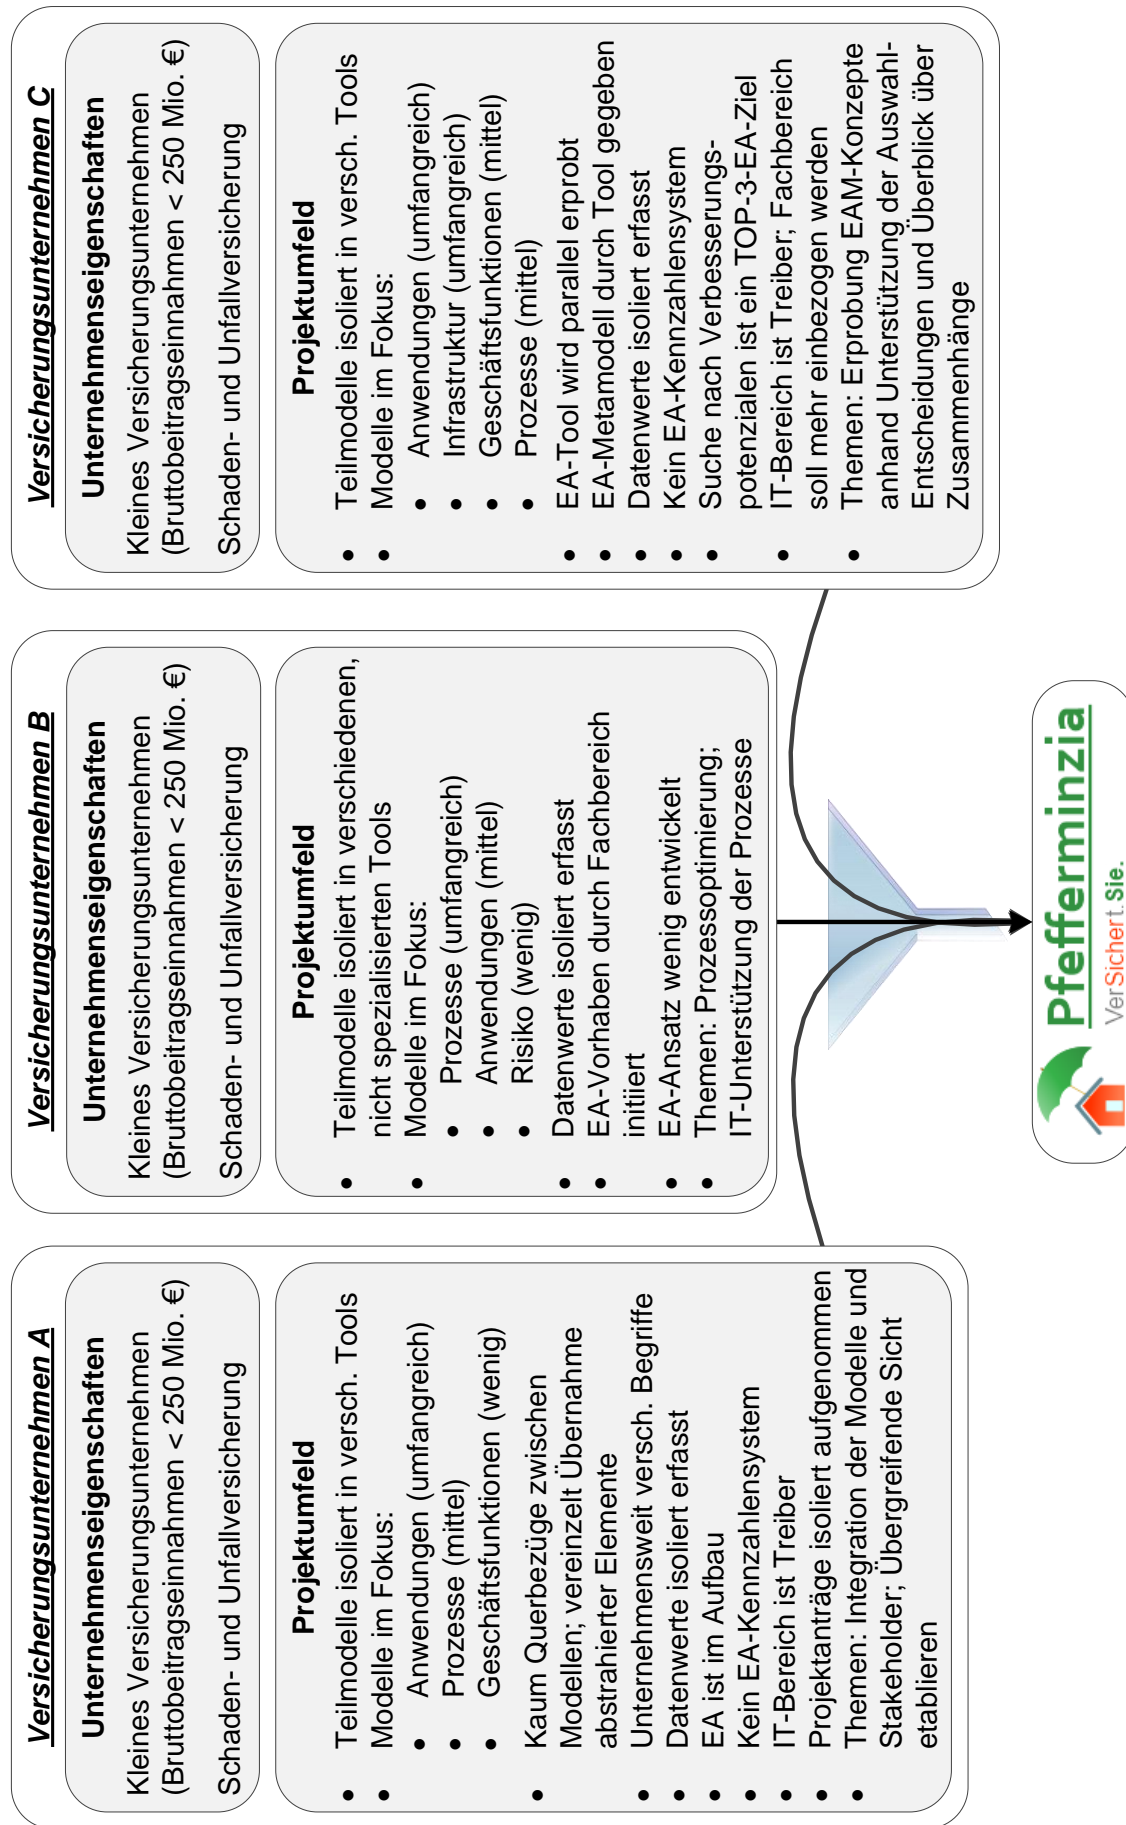 Versicherungsunternehmen A
Unternehmenseigenschaften
Kleines Versicherungsunternehmen
(Bruttobeitragseinnahmen < 250 Mio. €)
Schaden- und Unfallversicherung
Projektumfeld
• Teilmodelle isoliert in versch. Tools
• Modelle im Fokus:
• Anwendungen (umfangreich)
• Prozesse (mittel)
• Geschäftsfunktionen (wenig)
• Kaum Querbezüge zwischen
Modellen; vereinzelt Übernahme
abstrahierter Elemente
• Unternehmensweit versch. Begriffe
• Datenwerte isoliert erfasst
• EA ist im Aufbau
• Kein EA-Kennzahlensystem
• IT-Bereich ist Treiber
• Projektanträge isoliert aufgenommen
• Themen: Integration der Modelle und
Stakeholder; Übergreifende Sicht
etablieren
Versicherungsunternehmen B
Unternehmenseigenschaften
Kleines Versicherungsunternehmen
(Bruttobeitragseinnahmen < 250 Mio. €)
Schaden- und Unfallversicherung
Projektumfeld
• Teilmodelle isoliert in verschiedenen,
nicht spezialisierten Tools
• Modelle im Fokus:
• Prozesse (umfangreich)
• Anwendungen (mittel)
• Risiko (wenig)
• Datenwerte isoliert erfasst
• EA-Vorhaben durch Fachbereich
initiiert
• EA-Ansatz wenig entwickelt
• Themen: Prozessoptimierung;
IT-Unterstützung der Prozesse
Versicherungsunternehmen C
Unternehmenseigenschaften
Kleines Versicherungsunternehmen
(Bruttobeitragseinnahmen < 250 Mio. €)
Schaden- und Unfallversicherung
Projektumfeld
• Teilmodelle isoliert in versch. Tools
• Modelle im Fokus:
• Anwendungen (umfangreich)
• Infrastruktur (umfangreich)
• Geschäftsfunktionen (mittel)
• Prozesse (mittel)
• EA-Tool wird parallel erprobt
• EA-Metamodell durch Tool gegeben
• Datenwerte isoliert erfasst
• Kein EA-Kennzahlensystem
• Suche nach Verbesserungs-
potenzialen ist ein TOP-3-EA-Ziel
• IT-Bereich ist Treiber; Fachbereich
soll mehr einbezogen werden
• Themen: Erprobung EAM-Konzepte
anhand Unterstützung der Auswahl-
Entscheidungen und Überblick über
Zusammenhänge
Pfefferminzia
VerSichert.Sie.